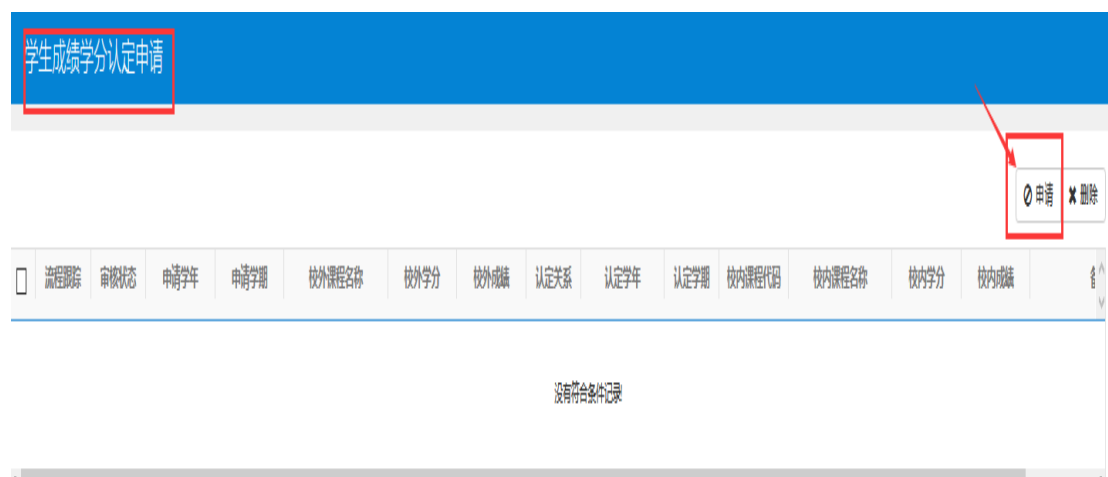 学生成绩学分认定申请
申请 删除
流程跟踪 审核状态 申请学年 申请学期 校外课程名称 校外学分 校外成绩 认定关系 认定学年 认定学期 校内课程代码 校内课程名称 校内学分 校内成绩
没有符合条件记录!